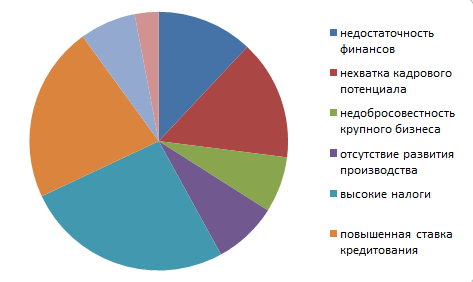 недостаточность
финансов
нехватка кадрового
потенциала
недобросовестность
крупного бизнеса
отсутствие развития
производства
высокие налоги
повышенная ставка
кредитования